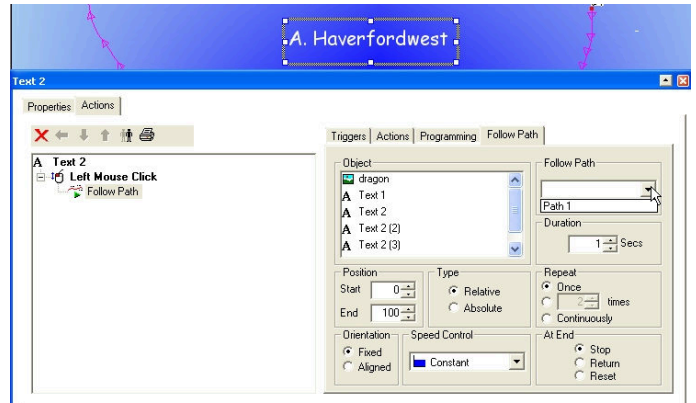 A. Haverfordwest
Text 2
Properties Actions
Triggers Actions Programming Follow Path
A Text 2
Left Mouse Click
Follow Path
Object
dragon
A Text 1
A Text 2
A Text 2 (2)
A Text 2 (3)
Follow Path
Path 1
Duration
1 Secs
Position
Start 0
End 100
Type
Relative
Absolute
Repeat
Once
2 times
Continuously
Orientation
Fixed
Aligned
Speed Control
Constant
At End
Stop
Return
Reset